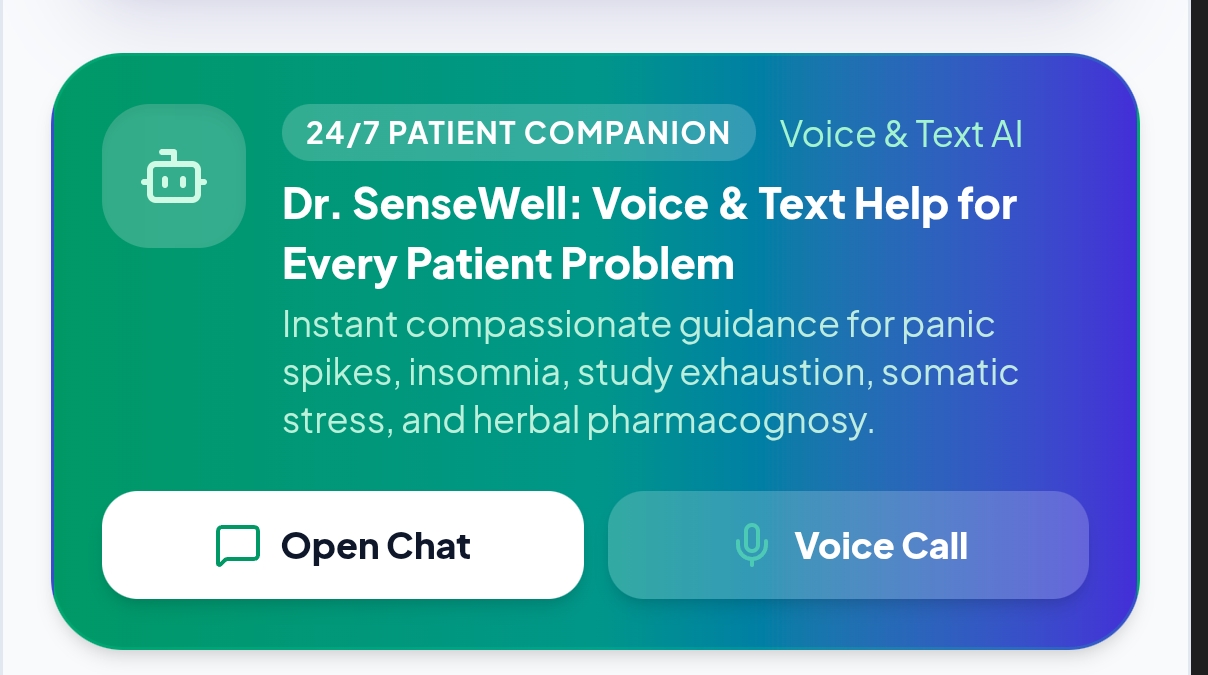 24/7 PATIENT COMPANION Voice & Text AI
Dr. SenseWell: Voice & Text Help for
Every Patient Problem
Instant compassionate guidance for panic
spikes, insomnia, study exhaustion, somatic
stress, and herbal pharmacognosy.
Open Chat Voice Call